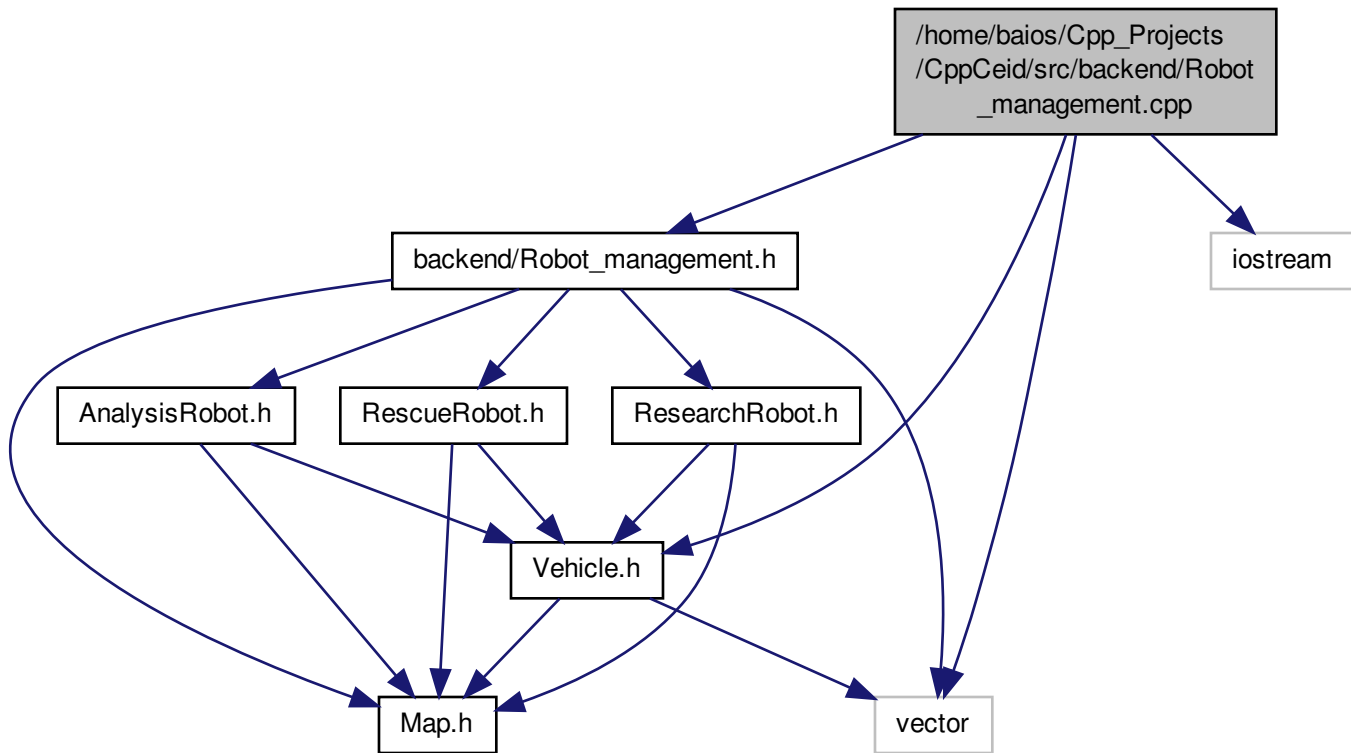 /home/baios/Cpp_Projects
/CppCeid/src/backend/Robot
_management.cpp
backend/Robot_management.h
iostream
AnalysisRobot.h
RescueRobot.h
ResearchRobot.h
Vehicle.h
Map.h
vector